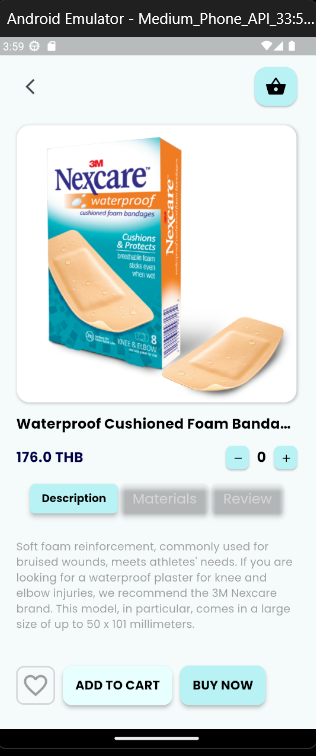 Android Emulator - Medium_Phone_API_33:5...
3:59
3M
Nexcare™
waterproof
cushioned foam bandages
Cushions
& Protects
breathable foam
sticks even
when wet
KNEE & ELBOW
8
Nexcare
Waterproof Cushioned Foam Banda...
176.0 THB
− 0 +
Description Materials Review
Soft foam reinforcement, commonly used for
bruised wounds, meets athletes' needs. If you are
looking for a waterproof plaster for knee and
elbow injuries, we recommend the 3M Nexcare
brand. This model, in particular, comes in a large
size of up to 50 x 101 millimeters.
ADD TO CART BUY NOW